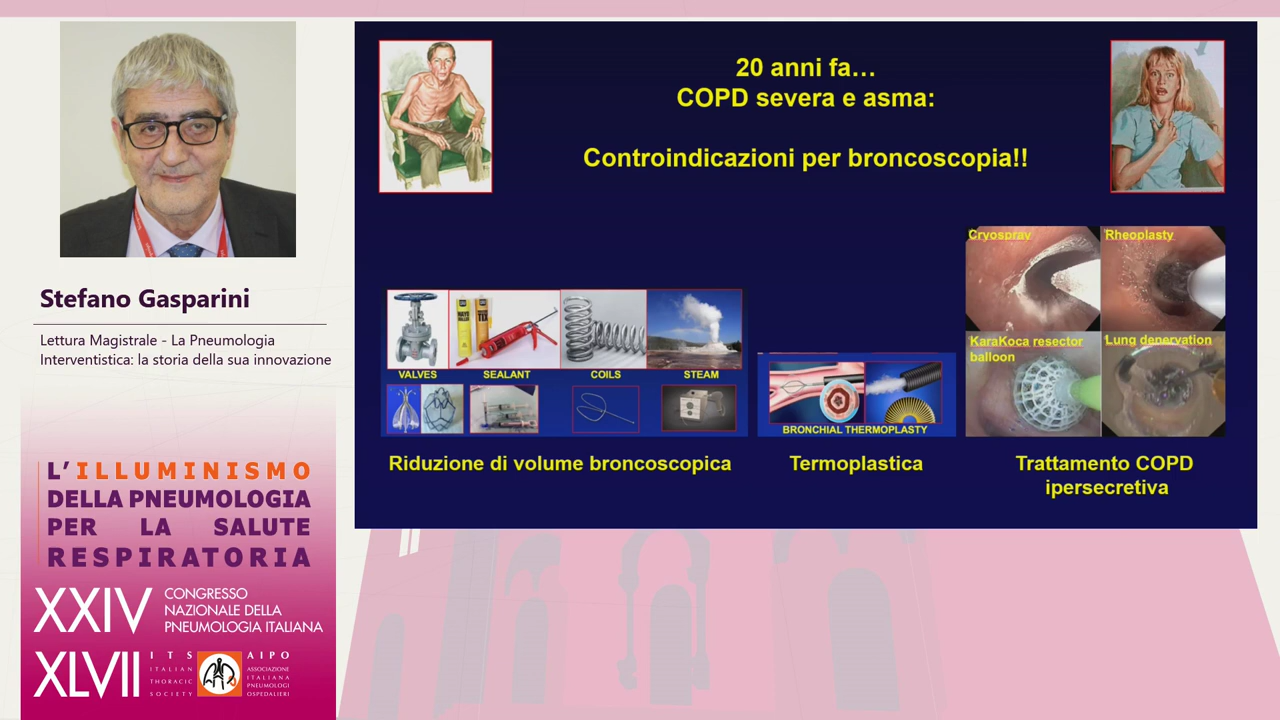 Stefano Gasparini
Lettura Magistrale - La Pneumologia
Interventistica: la storia della sua innovazione
L'ILLUMINISMO
DELLA PNEUMOLOGIA
PER LA SALUTE
RESPIRATORIA
XXIV
CONGRESSO
NAZIONALE DELLA
PNEUMOLOGIA ITALIANA
XLVII
I T S
ITALIAN
THORACIC
SOCIETY
AIPO
ASSOCIAZIONE
ITALIANA
PNEUMOLOGI
OSPEDALIERI
20 anni fa…
COPD severa e asma:
Controindicazioni per broncoscopia!!
VALVES
SEALANT
COILS
STEAM
Riduzione di volume broncoscopica
BRONCHIAL THERMOPLASTY
Termoplastica
Cryospray
Rheoplasty
KaraKoca resector
balloon
Lung denervation
Trattamento COPD
ipersecretiva